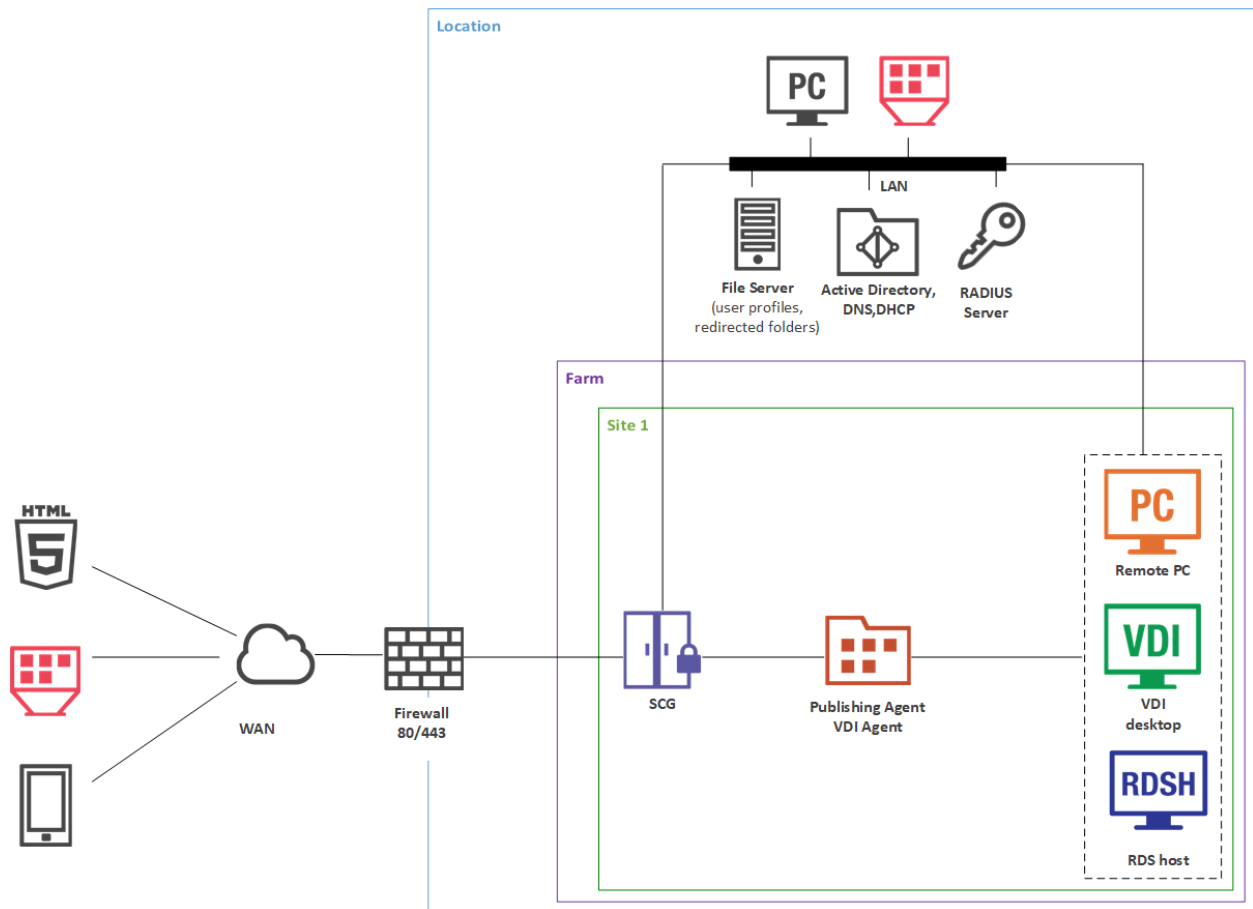 Location
PC
LAN
File Server
(user profiles,
redirected folders)
Active Directory,
DNS,DHCP
RADIUS
Server
Farm
Site 1
HTML
5
WAN
Firewall
80/443
SCG
Publishing Agent
VDI Agent
PC
Remote PC
VDI
VDI
desktop
RDSH
RDS host